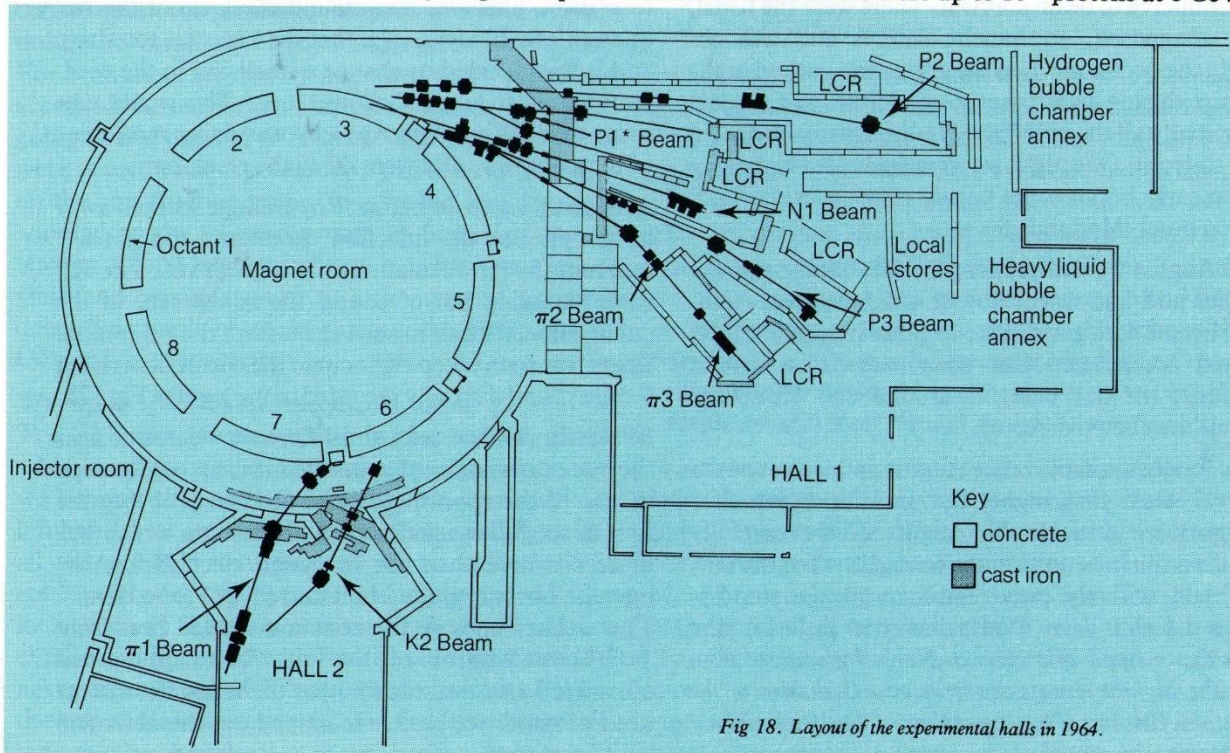 protons at
P2 Beam
LCR
Hydrogen
bubble
chamber
annex
3
2
P1* Beam
LCR
4
LCR
N1 Beam
Octant 1
Magnet room
LCR
Local
stores
Heavy liquid
bubble
chamber
annex
5
π2 Beam
P3 Beam
8
LCR
π3 Beam
7
6
Injector room
HALL 1
Key
concrete
cast iron
π1 Beam
K2 Beam
HALL 2
Fig 18. Layout of the experimental halls in 1964.